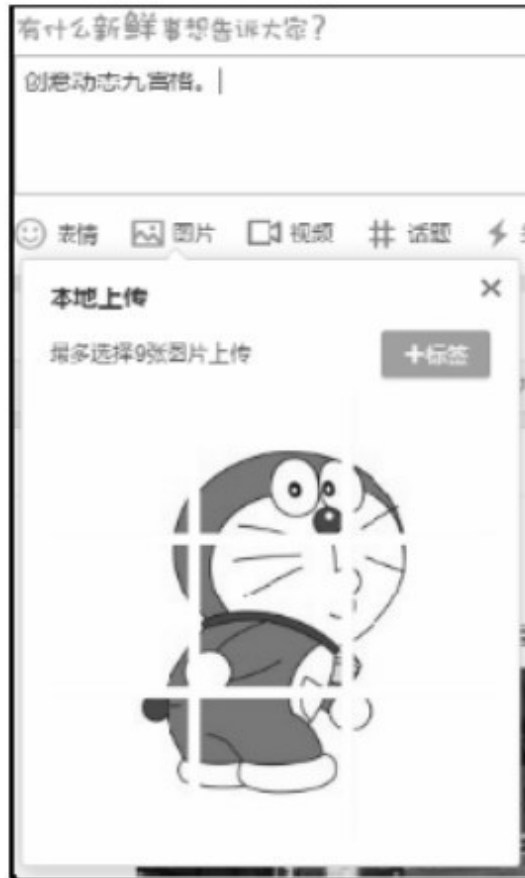 有什么新鲜事想告诉大家?
创意动态九宫格。
表情 图片 视频 # 话题
本地上传
最多选择9张图片上传
+标签